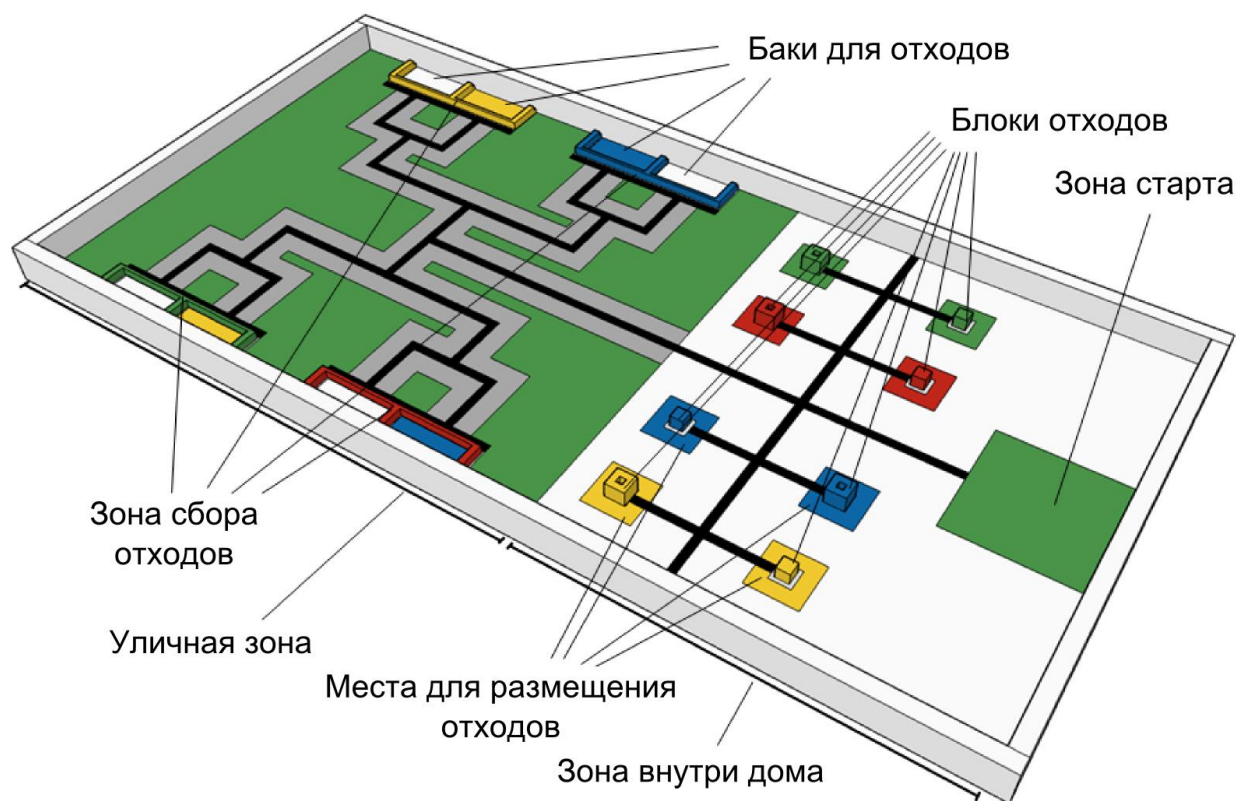 Баки для отходов
Блоки отходов
Зона старта
Зона сбора
отходов
Уличная зона
Места для размещения
отходов
Зона внутри дома